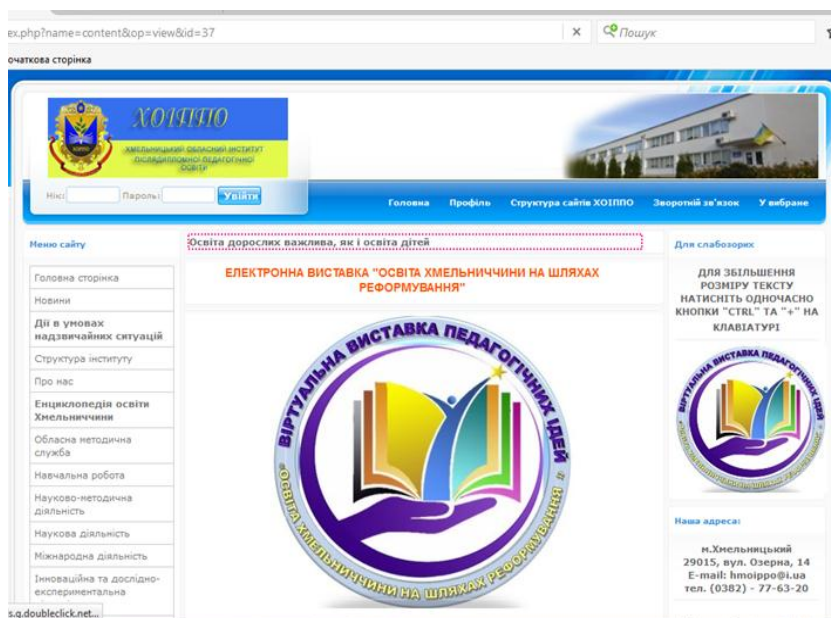 ex.php?name=content&op=view&id=37
Пошук
очаткова сторінка
ХОІППО
ХМЕЛЬНИЦЬКИЙ ОБЛАСНИЙ ІНСТИТУТ
ПІСЛЯДИПЛОМНОЇ ПЕДАГОГІЧНОЇ
ОСВІТИ
Нік:
Пароль:
Увійти
Головна
Профіль
Структура сайтів ХОІППО
Зворотній зв'язок
У вибране
Меню сайту
Головна сторінка
Новини
Дії в умовах
надзвичайних ситуацій
Структура інституту
Про нас
Енциклопедія освіти
Хмельниччини
Обласна методична
служба
Навчальна робота
Науково-методична
діяльність
Наукова діяльність
Міжнародна діяльність
Інноваційна та дослідно-
експериментальна
s.g.doubleclick.net...
Освіта дорослих важлива, як і освіта дітей
ЕЛЕКТРОННА ВИСТАВКА "ОСВІТА ХМЕЛЬНИЧЧИНИ НА ШЛЯХАХ
РЕФОРМУВАННЯ"
ВІРТУАЛЬНА ВИСТАВКА ПЕДАГОГІЧНИХ ІДЕЙ
«ОСВІТА ХМЕЛЬНИЧЧИНИ НА ШЛЯХАХ РЕФОРМУВАННЯ»
Для слабозорих
ДЛЯ ЗБІЛЬШЕННЯ
РОЗМІРУ ТЕКСТУ
НАТИСНІТЬ ОДНОЧАСНО
КНОПКИ "CTRL" ТА "+" НА
КЛАВІАТУРІ
ВІРТУАЛЬНА ВИСТАВКА ПЕДАГОГІЧНИХ ІДЕЙ
«ОСВІТА ХМЕЛЬНИЧЧИНИ НА ШЛЯХАХ РЕФОРМУВАННЯ»
Наша адреса:
м.Хмельницький
29015, вул. Озерна, 14
E-mail: hmoippo@i.ua
тел. (0382) - 77-63-20